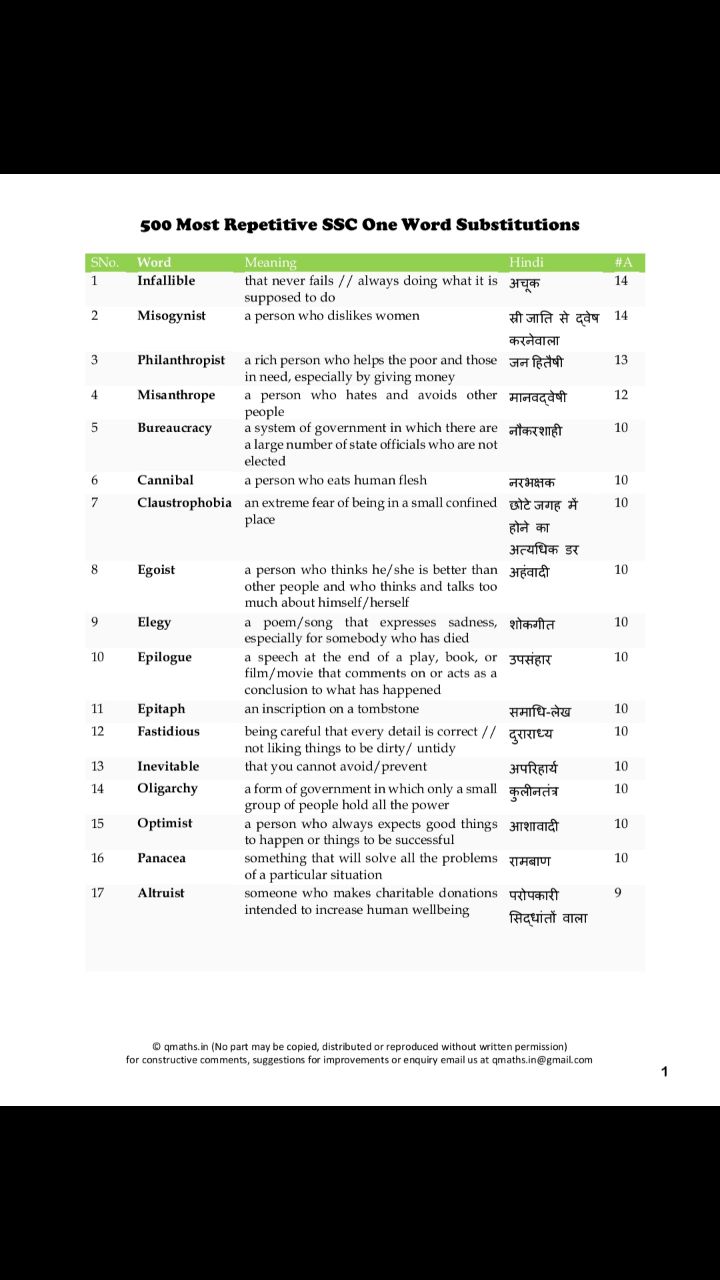 500 Most Repetitive SSC One Word Substitutions
SNo. Word Meaning Hindi #A
1 Infallible that never fails // always doing what it is अचूक 14
supposed to do
2 Misogynist a person who dislikes women स्री जाति से द्वेष 14
करनेवाला
3 Philanthropist a rich person who helps the poor and those जन हितैषी 13
in need, especially by giving money
4 Misanthrope a person who hates and avoids other मानवद्वेषी 12
people
5 Bureaucracy a system of government in which there are नौकरशाही 10
a large number of state officials who are not
elected
6 Cannibal a person who eats human flesh नरभक्षक 10
7 Claustrophobia an extreme fear of being in a small confined छोटे जगह में 10
place होने का
अत्यधिक डर
8 Egoist a person who thinks he/she is better than अहंवादी 10
other people and who thinks and talks too
much about himself/herself
9 Elegy a poem/song that expresses sadness, शोकगीत 10
especially for somebody who has died
10 Epilogue a speech at the end of a play, book, or उपसंहार 10
film/movie that comments on or acts as a
conclusion to what has happened
11 Epitaph an inscription on a tombstone समाधि-लेख 10
12 Fastidious being careful that every detail is correct // दुराराध्य 10
not liking things to be dirty/ untidy
13 Inevitable that you cannot avoid/prevent अपरिहार्य 10
14 Oligarchy a form of government in which only a small कुलीनतंत्र 10
group of people hold all the power
15 Optimist a person who always expects good things आशावादी 10
to happen or things to be successful
16 Panacea something that will solve all the problems रामबाण 10
of a particular situation
17 Altruist someone who makes charitable donations परोपकारी 9
intended to increase human wellbeing सिद्धांतों वाला
© qmaths.in (No part may be copied, distributed or reproduced without written permission)
for constructive comments, suggestions for improvements or enquiry email us at qmaths.in@gmail.com
1